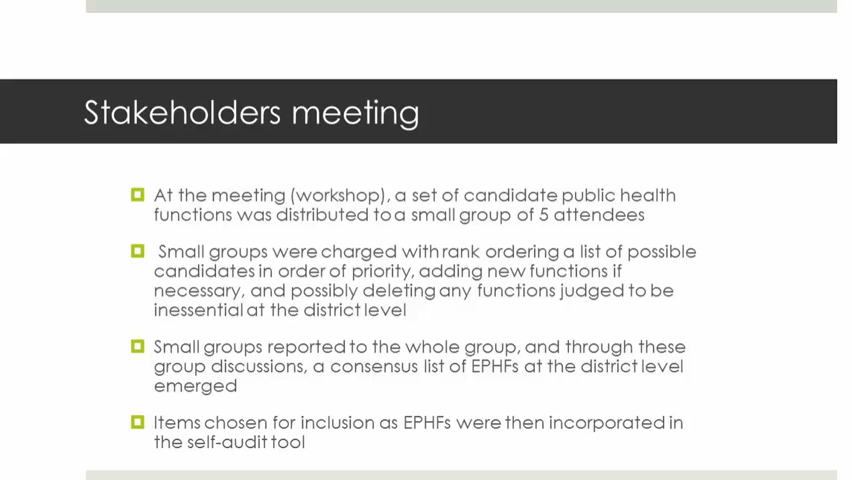 Stakeholders meeting
At the meeting (workshop), a set of candidate public health
functions was distributed to a small group of 5 attendees
Small groups were charged with rank ordering a list of possible
candidates in order of priority, adding new functions if
necessary, and possibly deleting any functions judged to be
inessential at the district level
Small groups reported to the whole group, and through these
group discussions, a consensus list of EPHFs at the district level
emerged
Items chosen for inclusion as EPHFs were then incorporated in
the self-audit tool